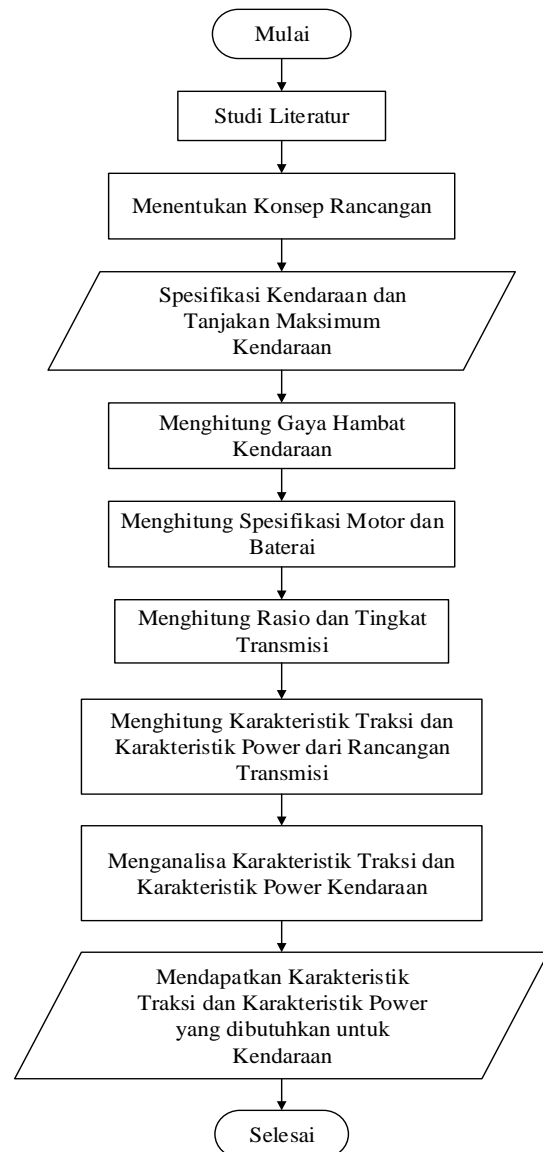 Mulai
Studi Literatur
Menentukan Konsep Rancangan
Spesifikasi Kendaraan dan
Tanjakan Maksimum
Kendaraan
Menghitung Gaya Hambat
Kendaraan
Menghitung Spesifikasi Motor dan
Baterai
Menghitung Rasio dan Tingkat
Transmisi
Menghitung Karakteristik Traksi dan
Karakteristik Power dari Rancangan
Transmisi
Menganalisa Karakteristik Traksi dan
Karakteristik Power Kendaraan
Mendapatkan Karakteristik
Traksi dan Karakteristik Power
yang dibutuhkan untuk
Kendaraan
Selesai